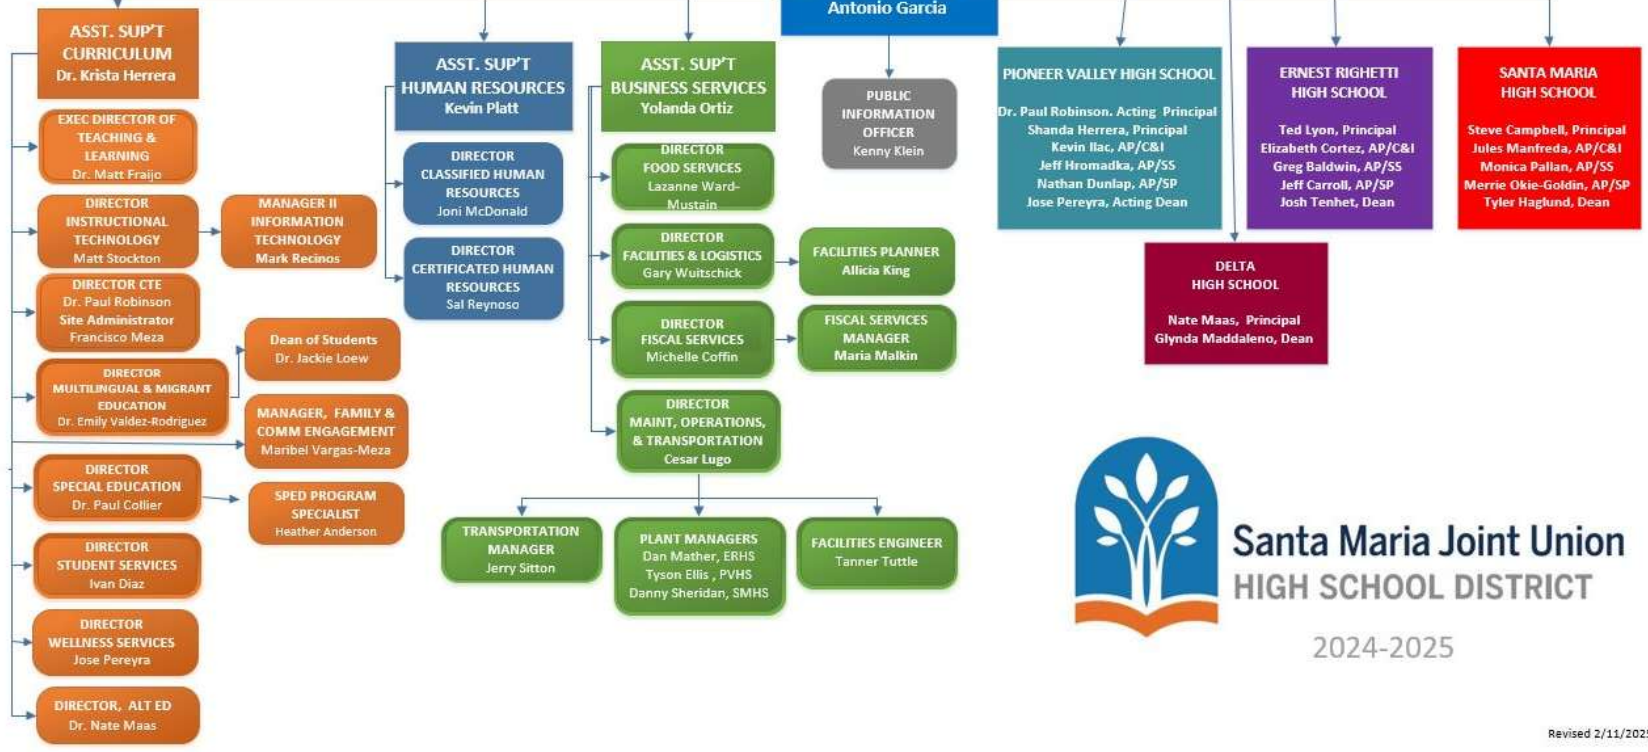 Antonio Garcia
ASST. SUP'T
CURRICULUM
Dr. Krista Herrera
EXEC DIRECTOR OF
TEACHING &
LEARNING
Dr. Matt Fraijo
DIRECTOR
INSTRUCTIONAL
TECHNOLOGY
Matt Stockton
MANAGER II
INFORMATION
TECHNOLOGY
Mark Recinos
DIRECTOR CTE
Dr. Paul Robinson
Site Administrator
Francisco Meza
DIRECTOR
MULTILINGUAL & MIGRANT
EDUCATION
Dr. Emily Valdez-Rodriguez
Dean of Students
Dr. Jackie Loew
MANAGER, FAMILY &
COMM ENGAGEMENT
Maribel Vargas-Meza
DIRECTOR
SPECIAL EDUCATION
Dr. Paul Collier
SPED PROGRAM
SPECIALIST
Heather Anderson
DIRECTOR
STUDENT SERVICES
Ivan Diaz
DIRECTOR
WELLNESS SERVICES
Jose Pereyra
DIRECTOR, ALT ED
Dr. Nate Maas
ASST. SUP'T
HUMAN RESOURCES
Kevin Platt
DIRECTOR
CLASSIFIED HUMAN
RESOURCES
Joni McDonald
DIRECTOR
CERTIFICATED HUMAN
RESOURCES
Sal Reynoso
ASST. SUP'T
BUSINESS SERVICES
Yolanda Ortiz
DIRECTOR
FOOD SERVICES
Lazanne Ward-
Mustain
DIRECTOR
FACILITIES & LOGISTICS
Gary Wuitschick
FACILITIES PLANNER
Allicia King
DIRECTOR
FISCAL SERVICES
Michelle Coffin
FISCAL SERVICES
MANAGER
Maria Malkin
DIRECTOR
MAINT, OPERATIONS,
& TRANSPORTATION
Cesar Lugo
TRANSPORTATION
MANAGER
Jerry Sitton
PLANT MANAGERS
Dan Mather, ERHS
Tyson Ellis , PVHS
Danny Sheridan, SMHS
FACILITIES ENGINEER
Tanner Tuttle
PUBLIC
INFORMATION
OFFICER
Kenny Klein
PIONEER VALLEY HIGH SCHOOL
Dr. Paul Robinson. Acting Principal
Shanda Herrera, Principal
Kevin Ilac, AP/C&I
Jeff Hromadka, AP/SS
Nathan Dunlap, AP/SP
Jose Pereyra, Acting Dean
ERNEST RIGHETTI
HIGH SCHOOL
Ted Lyon, Principal
Elizabeth Cortez, AP/C&I
Greg Baldwin, AP/SS
Jeff Carroll, AP/SP
Josh Tenhet, Dean
SANTA MARIA
HIGH SCHOOL
Steve Campbell, Principal
Jules Manfreda, AP/C&I
Monica Pallan, AP/SS
Merrie Okie-Goldin, AP/SP
Tyler Haglund, Dean
DELTA
HIGH SCHOOL
Nate Maas, Principal
Glynda Maddaleno, Dean
Santa Maria Joint Union
HIGH SCHOOL DISTRICT
2024-2025
Revised 2/11/2025